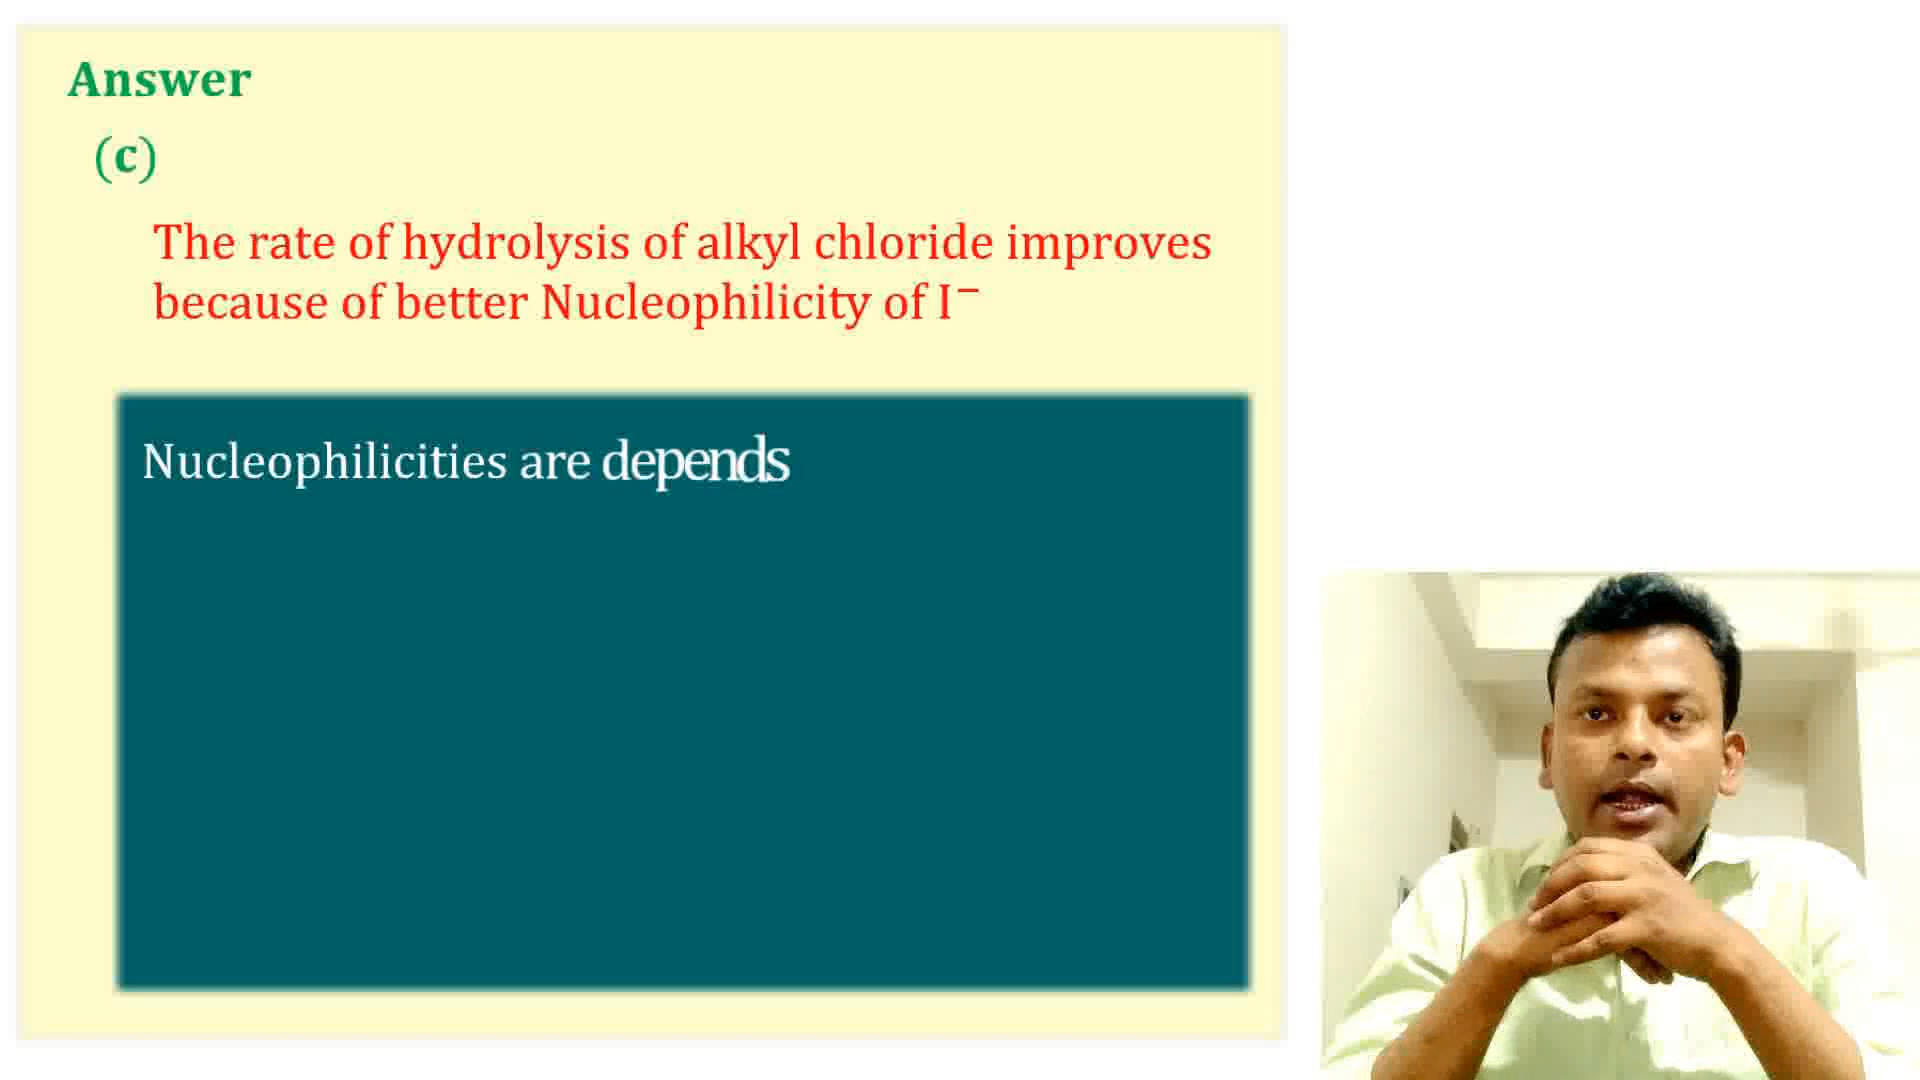 Answer
(c)
The rate of hydrolysis of alkyl chloride improves
because of better Nucleophilicity of I⁻
Nucleophilicities are depends